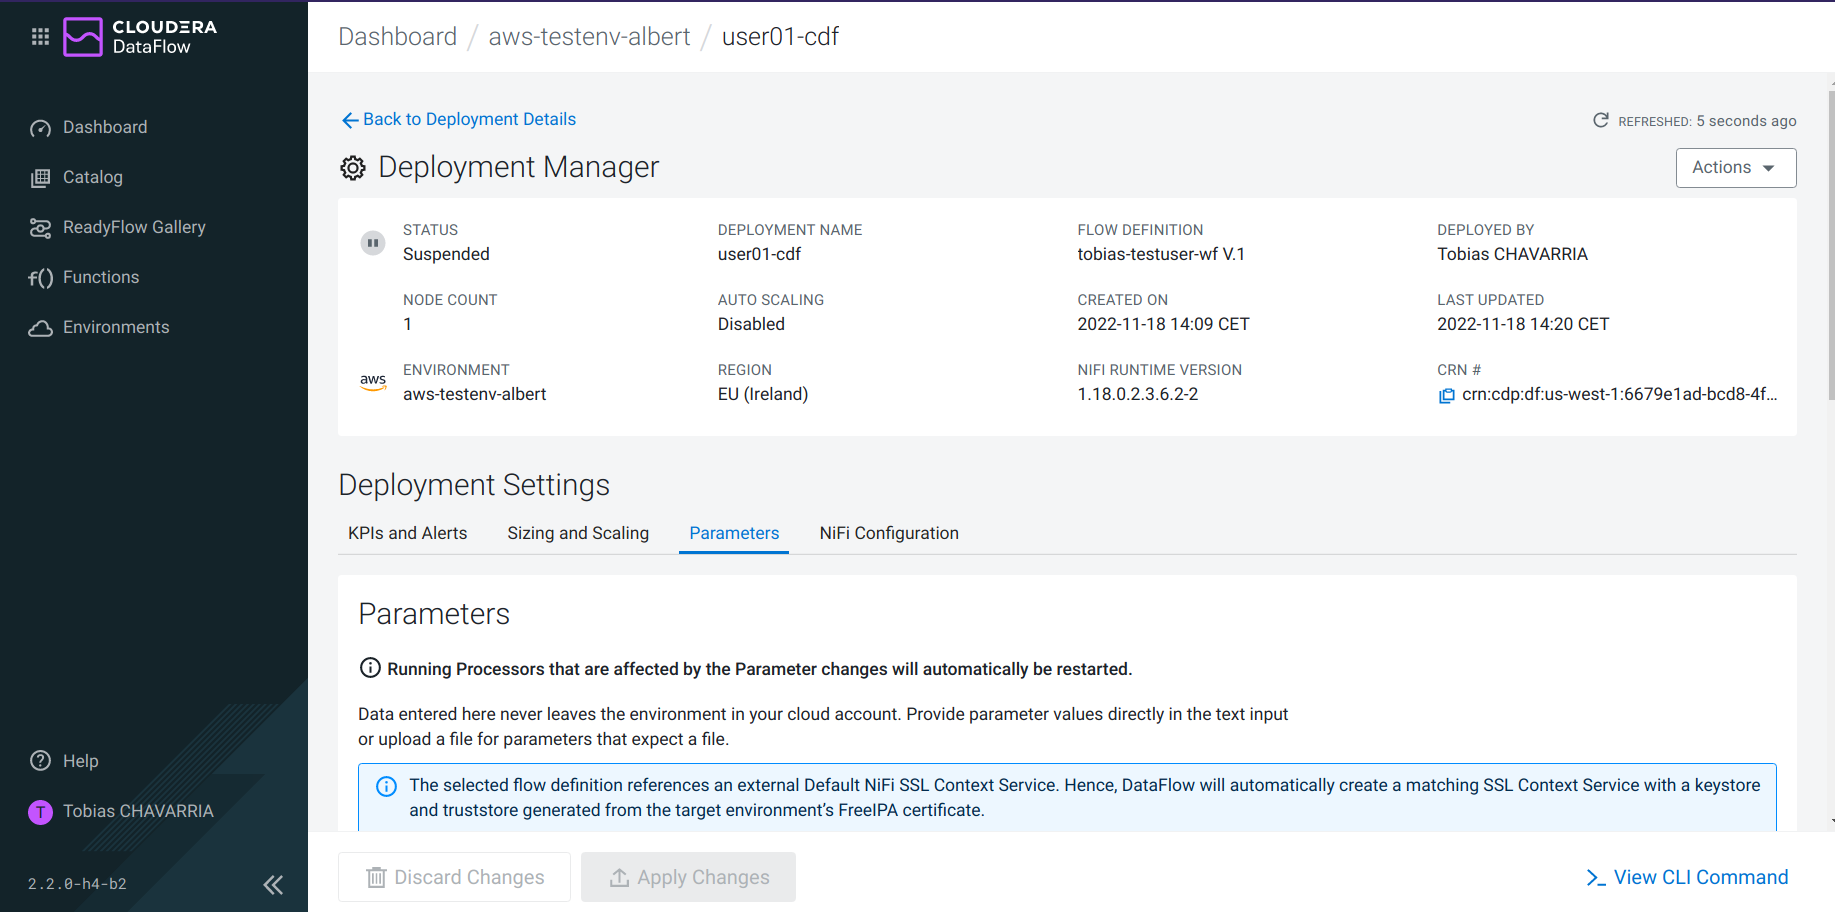 CLOUDERA
DataFlow
Dashboard
Catalog
ReadyFlow Gallery
f() Functions
Environments
Help
T Tobias CHAVARRIA
2.2.0-h4-b2
Dashboard / aws-testenv-albert / user01-cdf
Back to Deployment Details
REFRESHED: 5 seconds ago
Deployment Manager
Actions
STATUS
Suspended
DEPLOYMENT NAME
user01-cdf
FLOW DEFINITION
tobias-testuser-wf V.1
DEPLOYED BY
Tobias CHAVARRIA
NODE COUNT
1
AUTO SCALING
Disabled
CREATED ON
2022-11-18 14:09 CET
LAST UPDATED
2022-11-18 14:20 CET
aws
ENVIRONMENT
aws-testenv-albert
REGION
EU (Ireland)
NIFI RUNTIME VERSION
1.18.0.2.3.6.2-2
CRN #
crn:cdp:df:us-west-1:6679e1ad-bcd8-4f...
Deployment Settings
KPIs and Alerts
Sizing and Scaling
Parameters
NiFi Configuration
Parameters
Running Processors that are affected by the Parameter changes will automatically be restarted.
Data entered here never leaves the environment in your cloud account. Provide parameter values directly in the text input
or upload a file for parameters that expect a file.
The selected flow definition references an external Default NiFi SSL Context Service. Hence, DataFlow will automatically create a matching SSL Context Service with a keystore
and truststore generated from the target environment’s FreeIPA certificate.
Discard Changes
Apply Changes
>_ View CLI Command